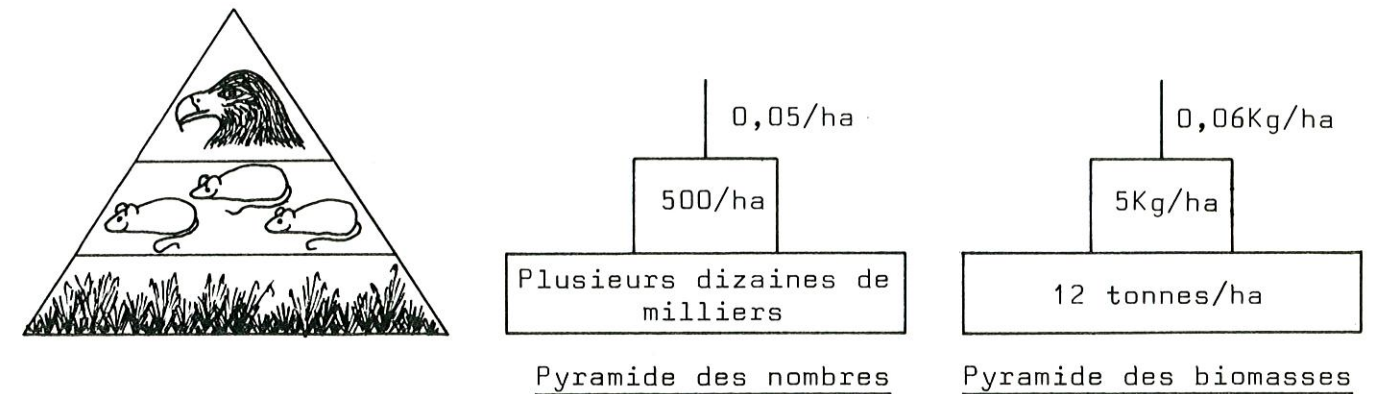 0,05/ha
500/ha
Plusieurs dizaines de
milliers
Pyramide des nombres
0,06Kg/ha
5Kg/ha
12 tonnes/ha
Pyramide des biomasses